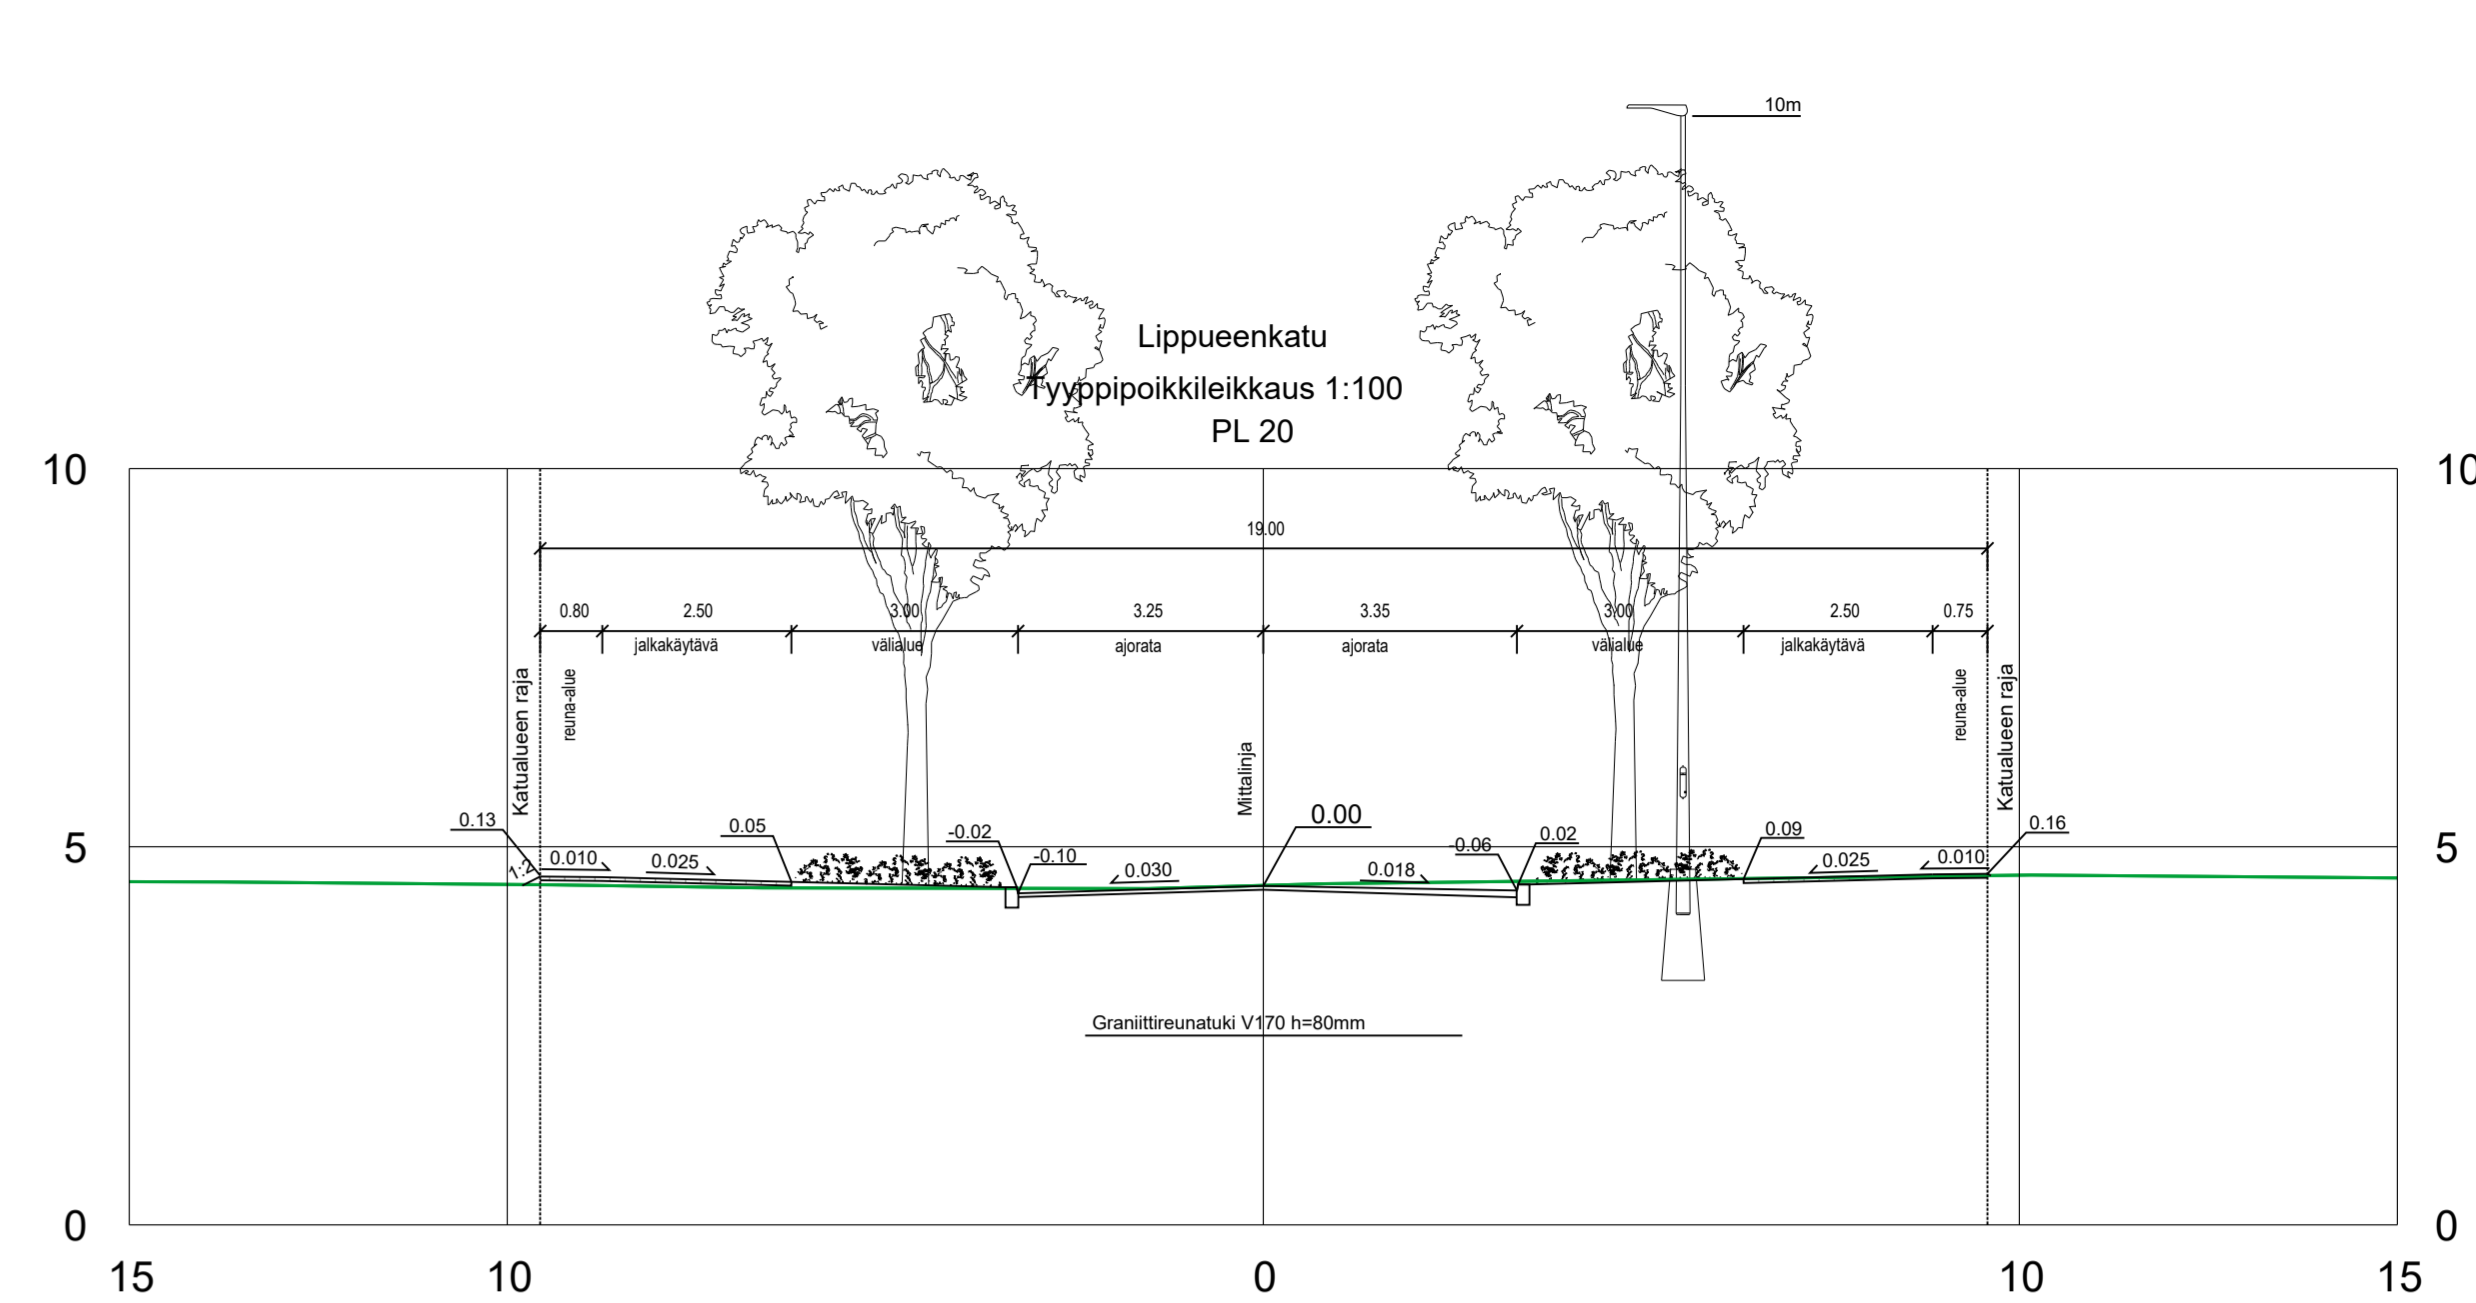 10m
Lippueenkatu
Tyyppipoikkileikkaus 1:100
PL 20
10
10
19.00
0.80 2.50 3.00 3.25 3.35 3.00 2.50 0.75
jalkakäytävä välialue ajorata ajorata välialue jalkakäytävä
Katualueen raja
reuna-alue
Mittalinja
reuna-alue
Katualueen raja
0.13 0.05 -0.02 -0.10 0.00 -0.06 0.02 0.09 0.16
5
5
1:2 0.010 0.025 0.030 0.018 0.025 0.010
Graniittireunatuki V170 h=80mm
0
0
15 10 0 10 15